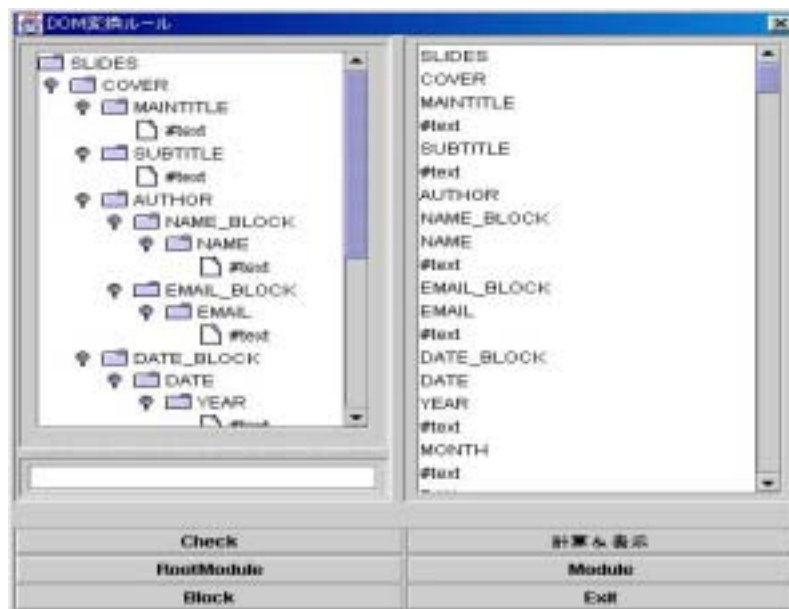 DOM変換ルール
SLIDES
COVER
MAINTITLE
#text
SUBTITLE
#text
AUTHOR
NAME_BLOCK
NAME
#text
EMAIL_BLOCK
EMAIL
#text
DATE_BLOCK
DATE
YEAR
#text
SLIDES
COVER
MAINTITLE
#text
SUBTITLE
#text
AUTHOR
NAME_BLOCK
NAME
#text
EMAIL_BLOCK
EMAIL
#text
DATE_BLOCK
DATE
YEAR
#text
MONTH
#text
Check
計算&表示
RootModule
Module
Block
Exit